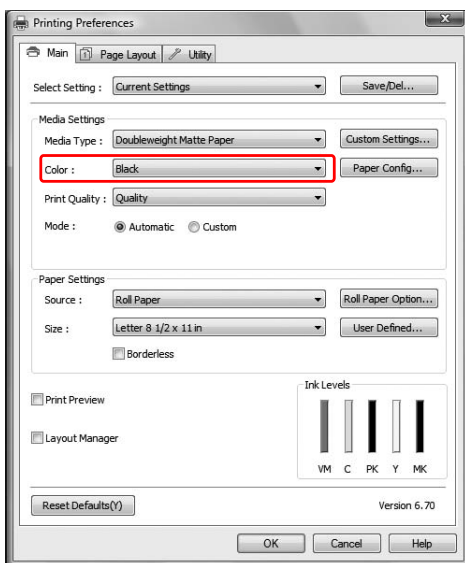 Printing Preferences
Main Page Layout Utility
Select Setting : Current Settings Save/Del...
Media Settings
Media Type : Doubleweight Matte Paper Custom Settings...
Color : Black Paper Config...
Print Quality : Quality
Mode : Automatic Custom
Paper Settings
Source : Roll Paper Roll Paper Option...
Size : Letter 8 1/2 x 11 in User Defined...
Borderless
Print Preview
Layout Manager
Ink Levels
VM C PK Y MK
Reset Defaults(Y) Version 6.70
OK Cancel Help